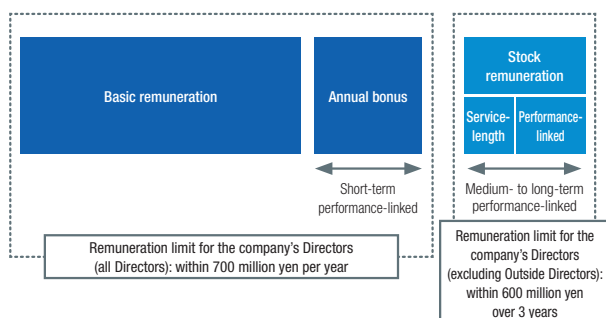 Basic remuneration
Annual bonus
Stock
remuneration
Service-
length
Performance-
linked
Short-term
performance-linked
Medium- to long-term
performance-linked
Remuneration limit for the company’s Directors
(all Directors): within 700 million yen per year
Remuneration limit for the
company’s Directors
(excluding Outside Directors):
within 600 million yen
over 3 years